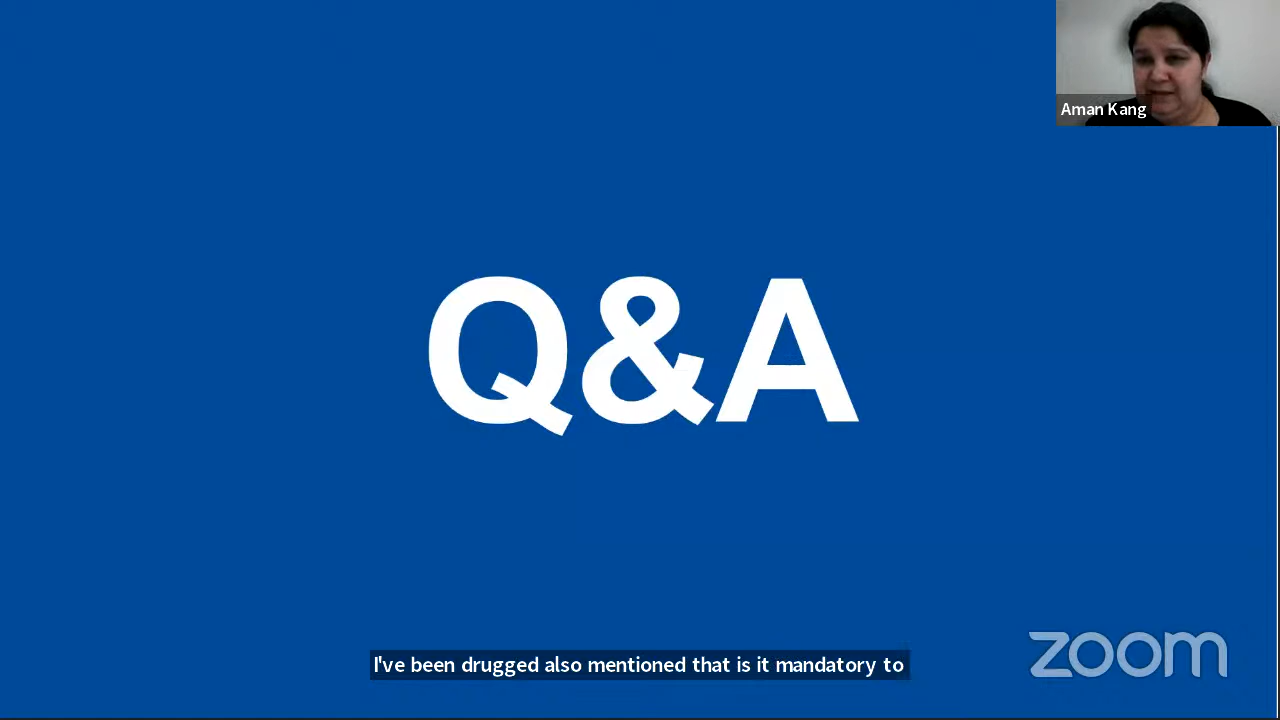 Aman Kang
Q&A
I've been drugged also mentioned that is it mandatory to
zoom